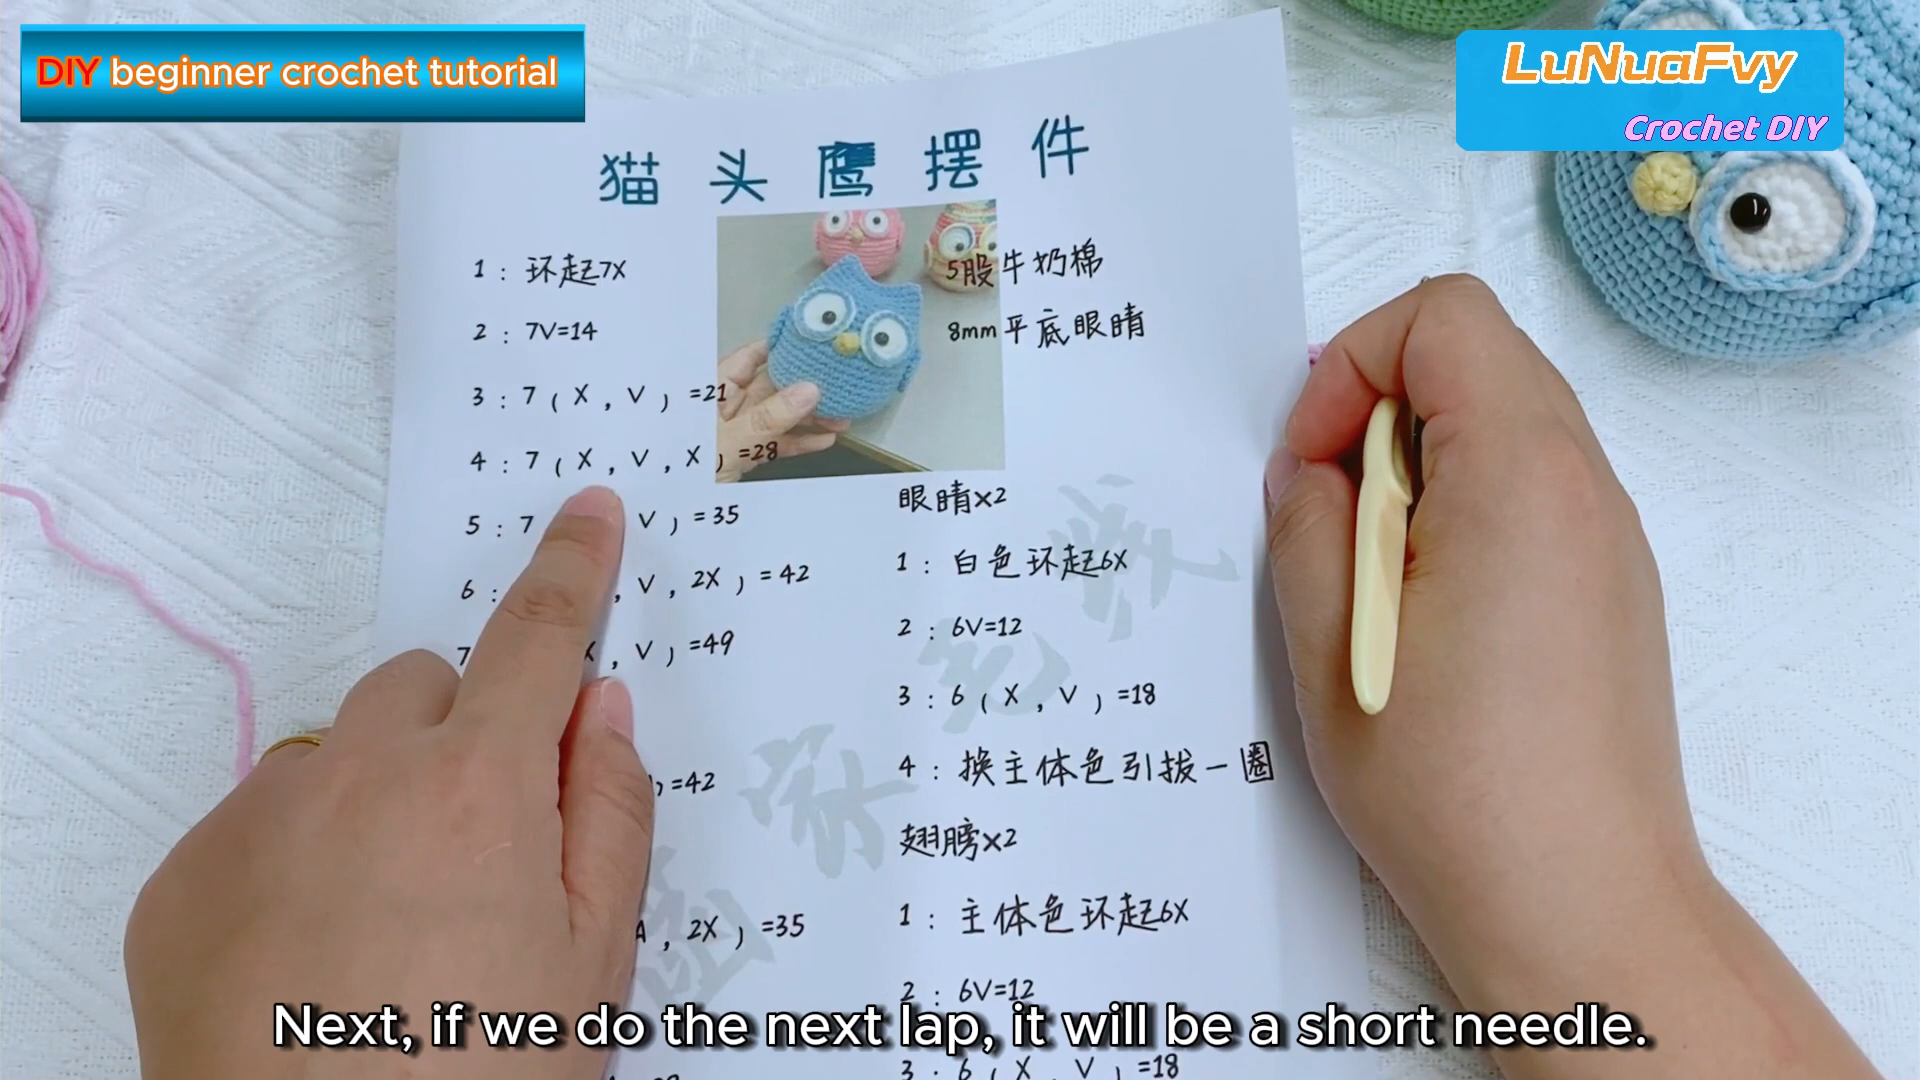 DIY beginner crochet tutorial
LuNuaFvy
Crochet DIY
猫头鹰摆件
1 : 环起7X
2 : 7V=14
3 : 7 ( X , V ) =21
4 : 7 ( X , V , X ) =28
5 : 7 V ) =35
6 : , V , 2X ) =42
7 X , V ) =49
) =42
A , 2X ) =35
5股牛奶棉
8mm平底眼睛
眼睛x2
1 : 白色环起6X
2 : 6V=12
3 : 6 ( X , V ) =18
4 : 换主体色引拔一圈
翅膀x2
1 : 主体色环起6X
2 : 6V=12
3 : 6 ( X , V ) =18
Next, if we do the next lap, it will be a short needle.